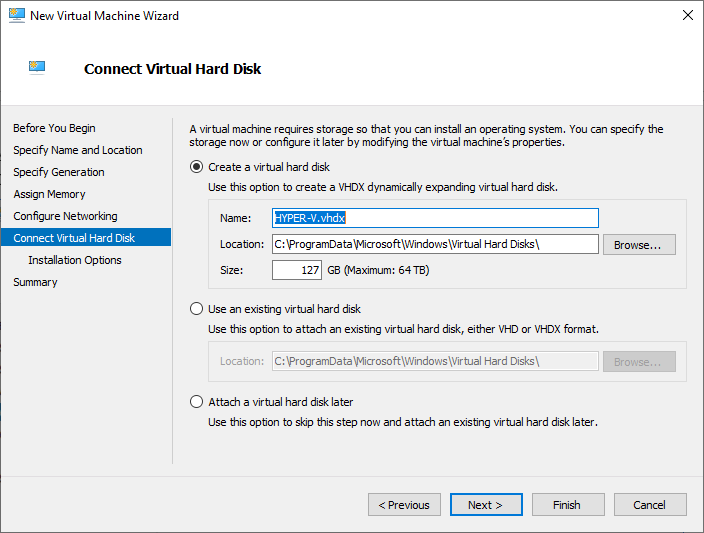 New Virtual Machine Wizard
Connect Virtual Hard Disk
Before You Begin
Specify Name and Location
Specify Generation
Assign Memory
Configure Networking
Connect Virtual Hard Disk
Installation Options
Summary
A virtual machine requires storage so that you can install an operating system. You can specify the
storage now or configure it later by modifying the virtual machine's properties.
Create a virtual hard disk
Use this option to create a VHDX dynamically expanding virtual hard disk.
Name: HYPER-V.vhdx
Location: C:\ProgramData\Microsoft\Windows\Virtual Hard Disks\ Browse...
Size: 127 GB (Maximum: 64 TB)
Use an existing virtual hard disk
Use this option to attach an existing virtual hard disk, either VHD or VHDX format.
Location: C:\ProgramData\Microsoft\Windows\Virtual Hard Disks\ Browse...
Attach a virtual hard disk later
Use this option to skip this step now and attach an existing virtual hard disk later.
< Previous Next > Finish Cancel